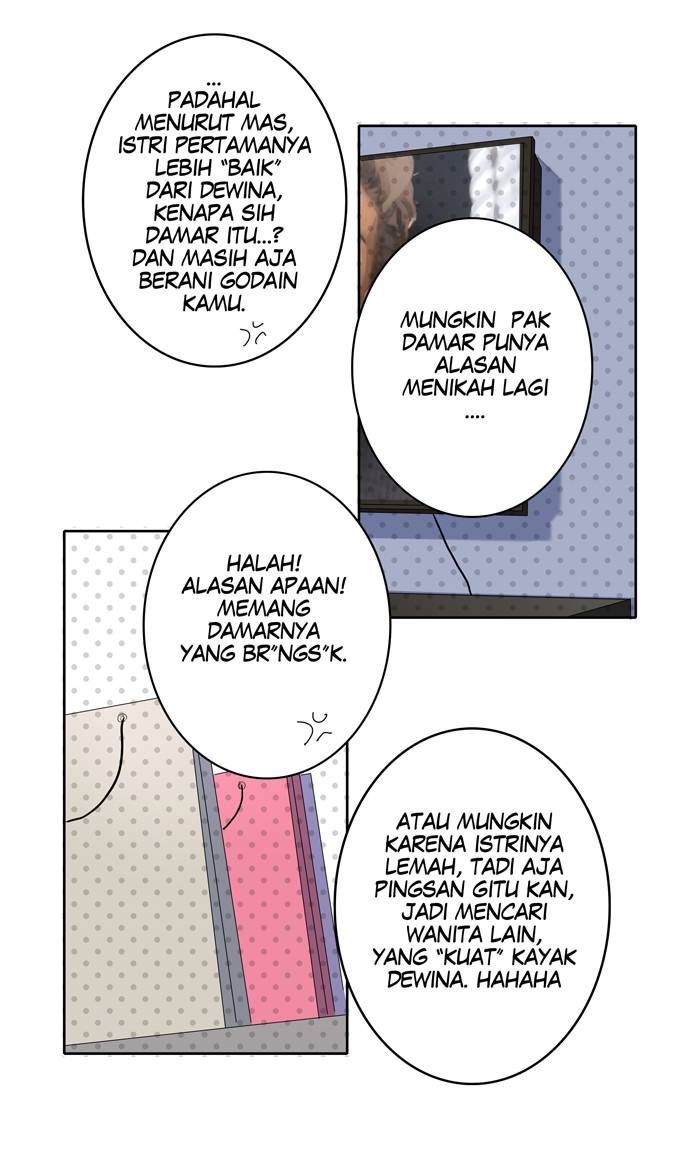 ...
PADAHAL
MENURUT MAS,
ISTRI PERTAMANYA
LEBIH "BAIK"
DARI DEWINA,
KENAPA SIH
DAMAR ITU...?
DAN MASIH AJA
BERANI GODAIN
KAMU.
MUNGKIN PAK
DAMAR PUNYA
ALASAN
MENIKAH LAGI
....
HALAH!
ALASAN APAAN!
MEMANG
DAMARNYA
YANG BR"NGS"K.
ATAU MUNGKIN
KARENA ISTRINYA
LEMAH, TADI AJA
PINGSAN GITU KAN,
JADI MENCARI
WANITA LAIN,
YANG "KUAT" KAYAK
DEWINA. HAHAHA